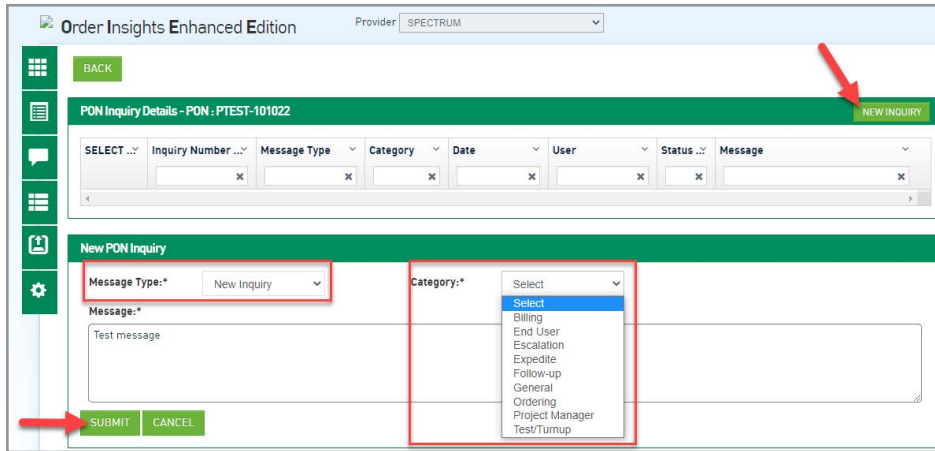 Order Insights Enhanced Edition
Provider SPECTRUM
BACK
PON Inquiry Details - PON : PTEST-101022
NEW INQUIRY
SELECT ... Inquiry Number ... Message Type Category Date User Status ... Message
New PON Inquiry
Message Type:* New Inquiry Category:* Select
Select
Billing
End User
Escalation
Expedite
Follow-up
General
Ordering
Project Manager
Test/Turnup
Message:*
Test message
SUBMIT CANCEL